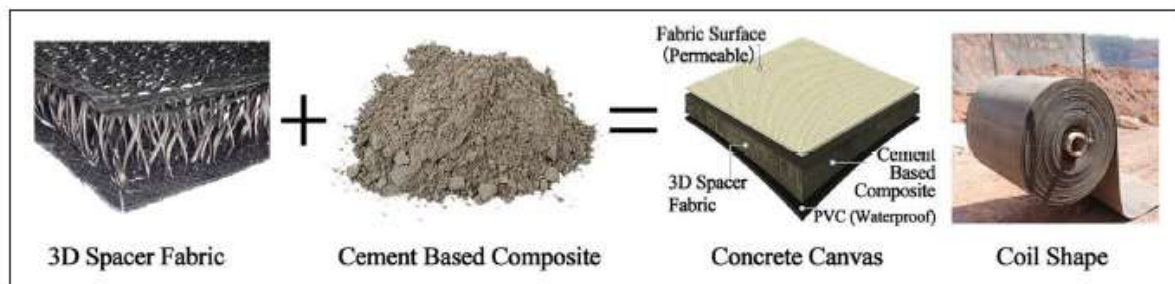 Fabric Surface
(Permeable)
3D Spacer
Fabric
Cement
Based
Composite
PVC (Waterproof)
3D Spacer Fabric
Cement Based Composite
Concrete Canvas
Coil Shape